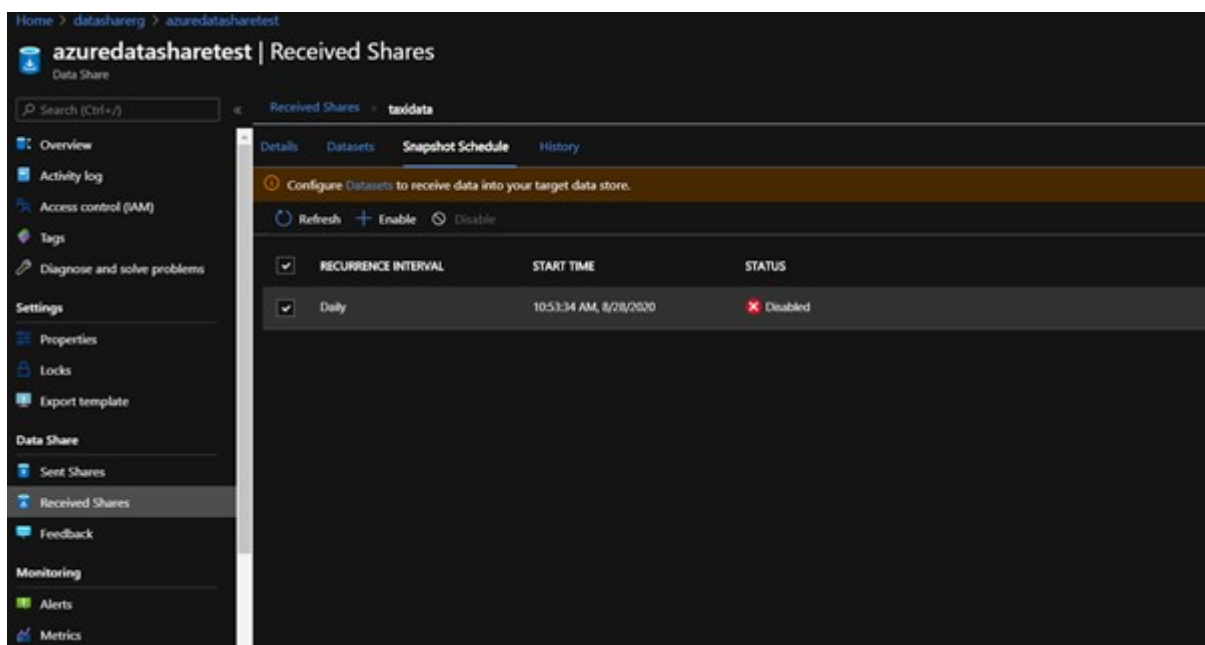 Home > datasharerg > azuredatasharetest
azuredatasharetest | Received Shares
Data Share
Search (Ctrl+/)
«
Overview
Activity log
Access control (IAM)
Tags
Diagnose and solve problems
Settings
Properties
Locks
Export template
Data Share
Sent Shares
Received Shares
Feedback
Monitoring
Alerts
Metrics
Received Shares > taxidata
Details Datasets Snapshot Schedule History
Configure Datasets to receive data into your target data store.
Refresh Enable Disable
RECURRENCE INTERVAL START TIME STATUS
Daily 10:53:34 AM, 8/28/2020 Disabled